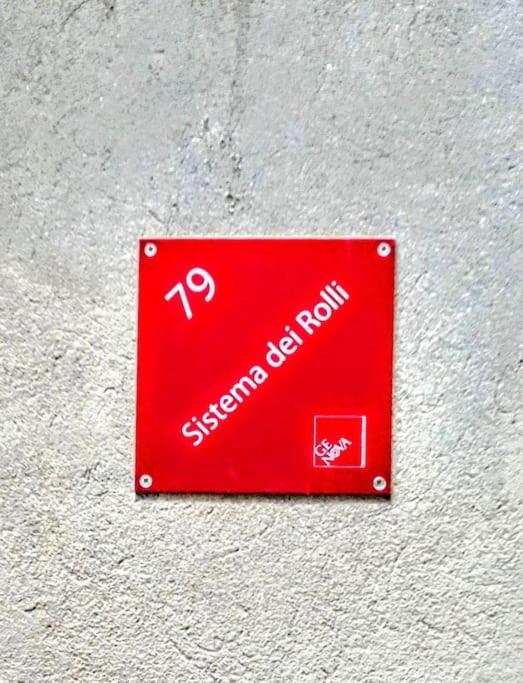 79
Sistema dei Rolli
GE
NOVA